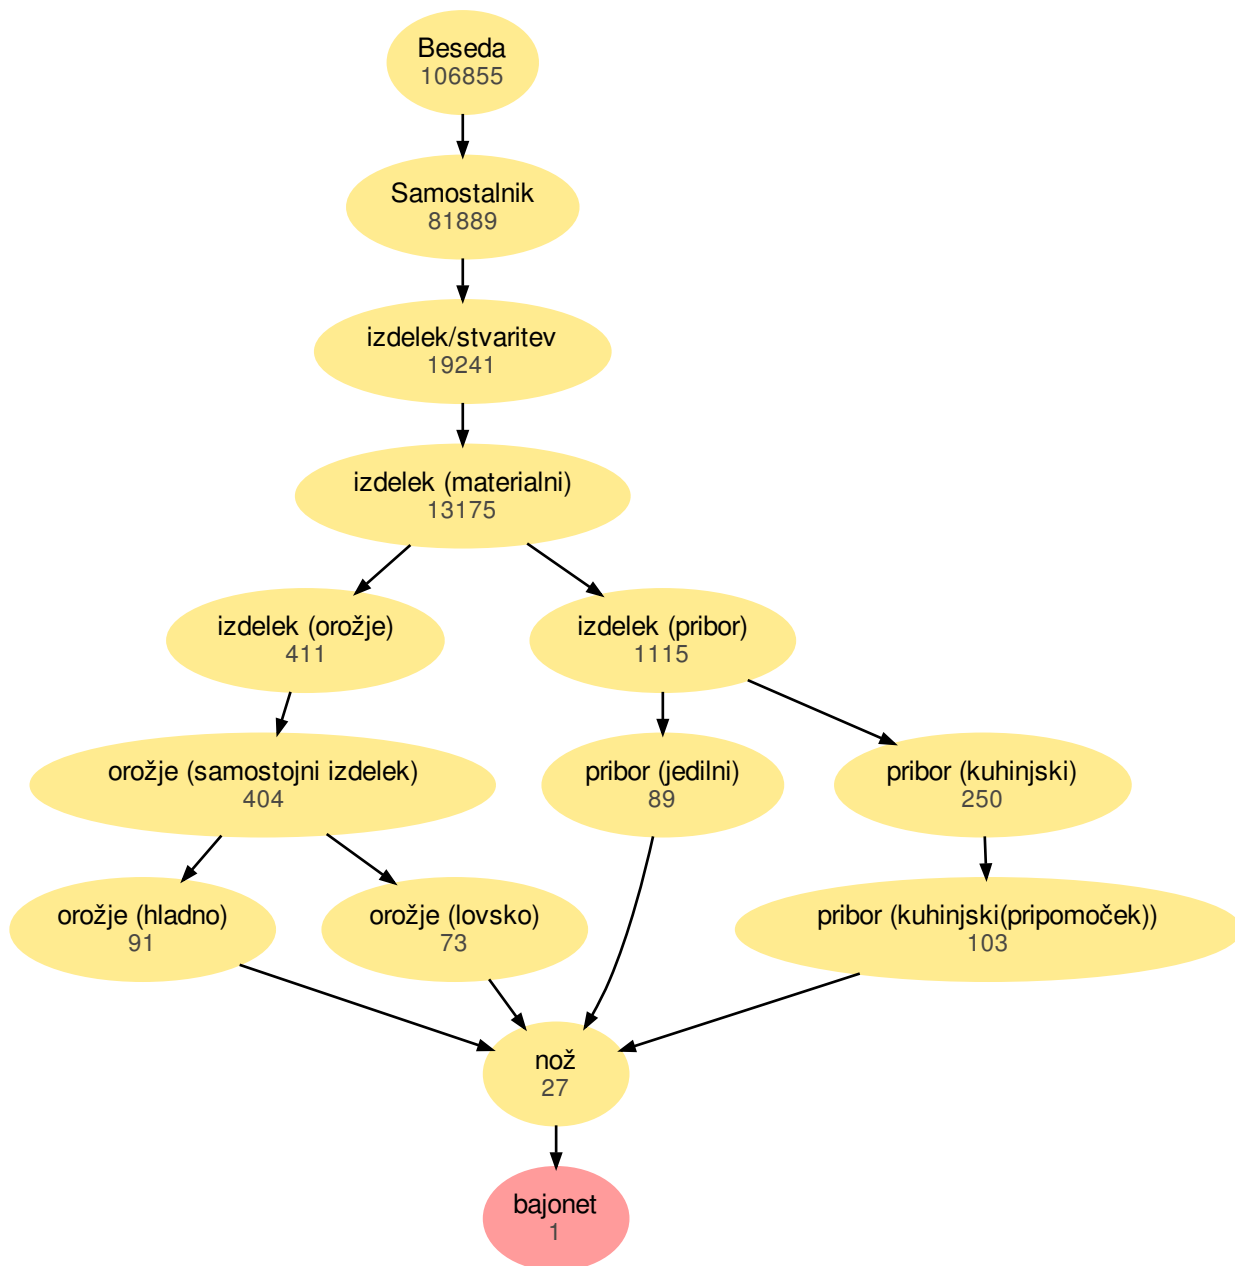 Beseda
106855
Samostalnik
81889
izdelek/stvaritev
19241
izdelek (materialni)
13175
izdelek (orožje)
411
izdelek (pribor)
1115
orožje (samostojni izdelek)
404
pribor (jedilni)
89
pribor (kuhinjski)
250
orožje (hladno)
91
orožje (lovsko)
73
pribor (kuhinjski(pripomoček))
103
nož
27
bajonet
1